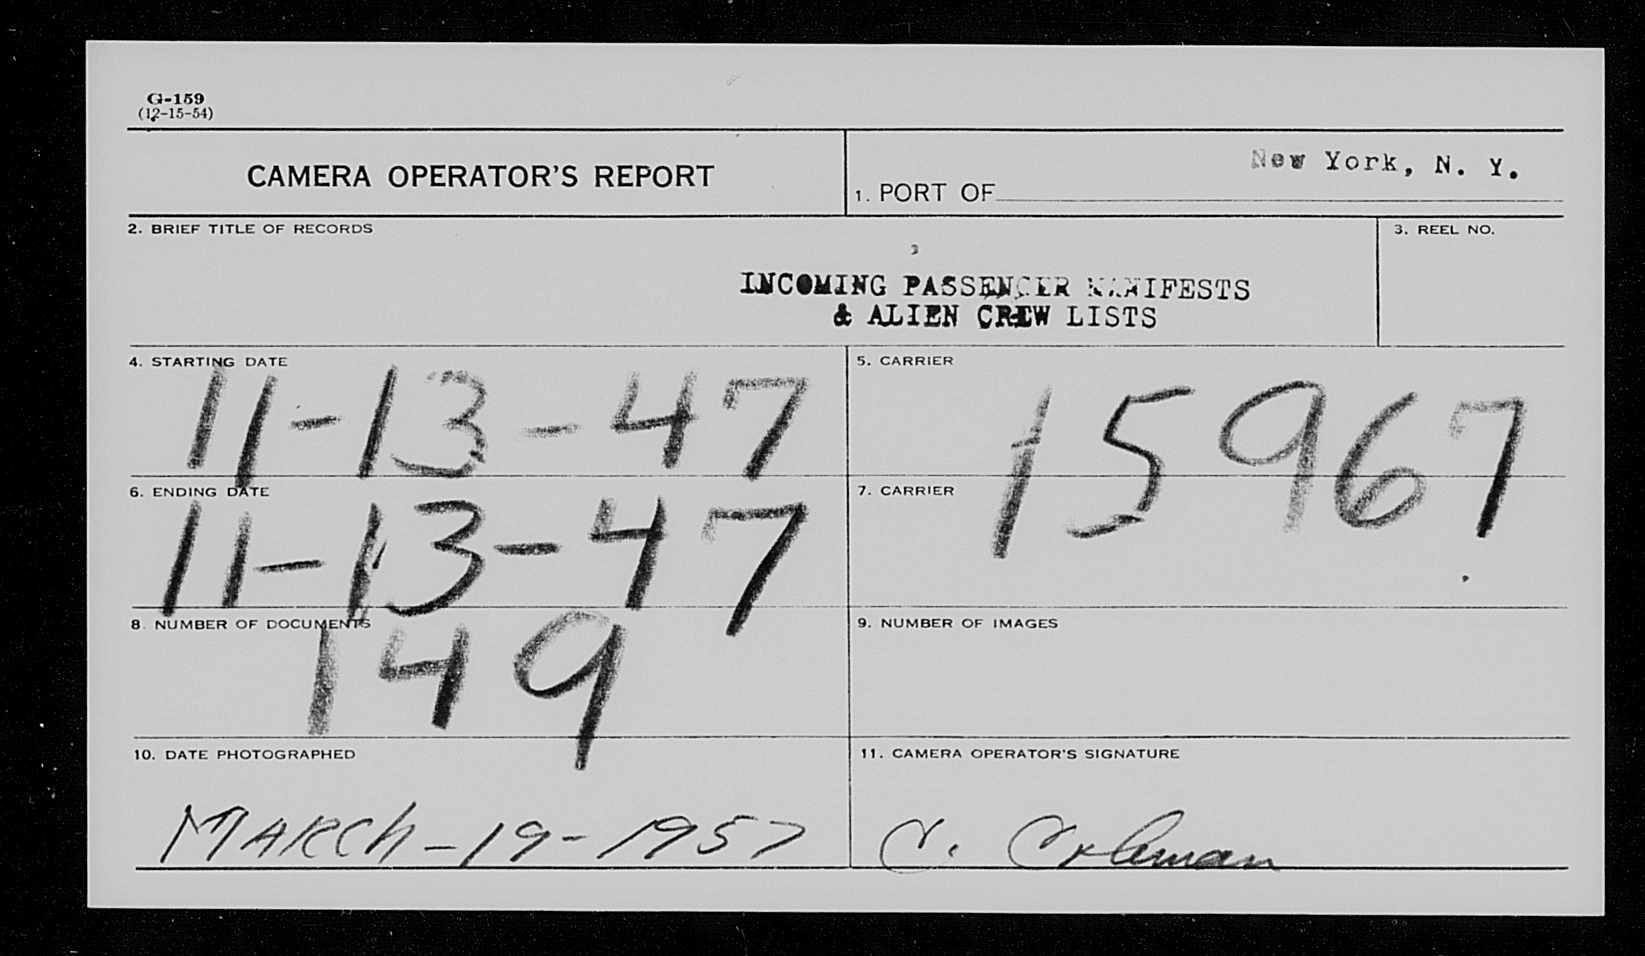 G-159
(12-15-54)
CAMERA OPERATOR'S REPORT
1. PORT OF New York, N. Y.
2. BRIEF TITLE OF RECORDS
3. REEL NO.
INCOMING PASSENGER MANIFESTS
& ALIEN CREW LISTS
4. STARTING DATE
11-13-47
5. CARRIER
15967
6. ENDING DATE
11-13-47
7. CARRIER
8. NUMBER OF DOCUMENTS
149
9. NUMBER OF IMAGES
10. DATE PHOTOGRAPHED
MARCh-19-1957
11. CAMERA OPERATOR'S SIGNATURE
C. Coleman